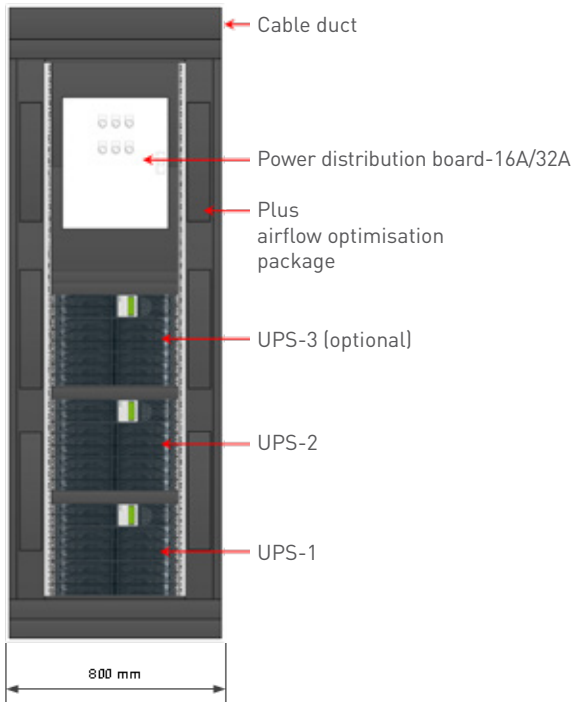 Cable duct
Power distribution board-16A/32A
Plus
airflow optimisation
package
UPS-3 (optional)
UPS-2
UPS-1
800 mm